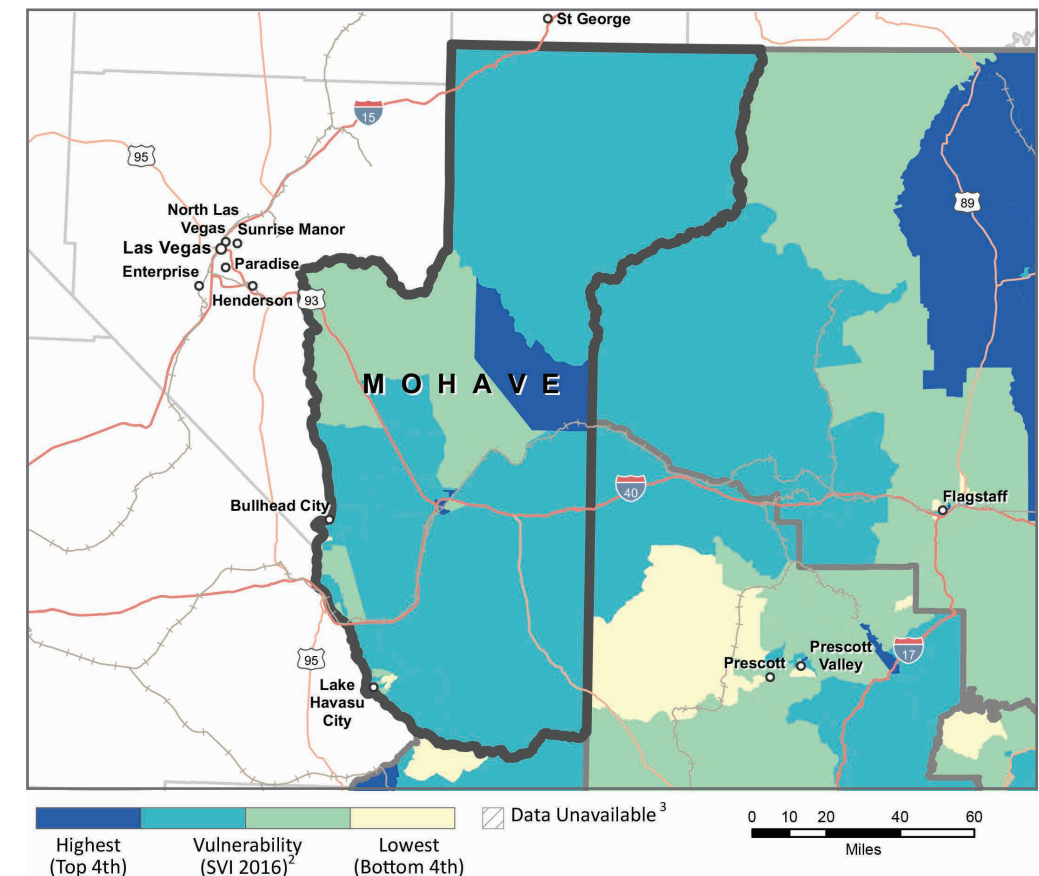 St George
15
95
89
North Las
Vegas
Sunrise Manor
Las Vegas
Paradise
Enterprise
Henderson
93
MOHAVE
40
Bullhead City
Flagstaff
95
17
Prescott
Prescott
Valley
Lake
Havasu
City
Data Unavailable 3
0 10 20 40 60
Miles
Highest
(Top 4th)
Vulnerability
(SVI 2016)2
Lowest
(Bottom 4th)